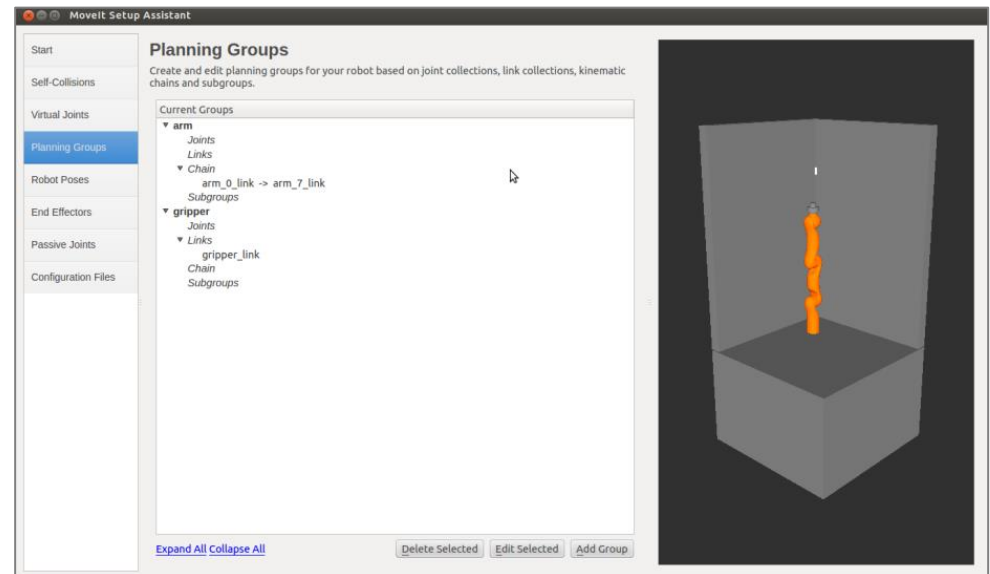 MoveIt Setup Assistant
Start
Self-Collisions
Virtual Joints
Planning Groups
Robot Poses
End Effectors
Passive Joints
Configuration Files
Planning Groups
Create and edit planning groups for your robot based on joint collections, link collections, kinematic
chains and subgroups.
Current Groups
arm
Joints
Links
Chain
arm_0_link -> arm_7_link
Subgroups
gripper
Joints
Links
gripper_link
Chain
Subgroups
Expand All Collapse All
Delete Selected
Edit Selected
Add Group